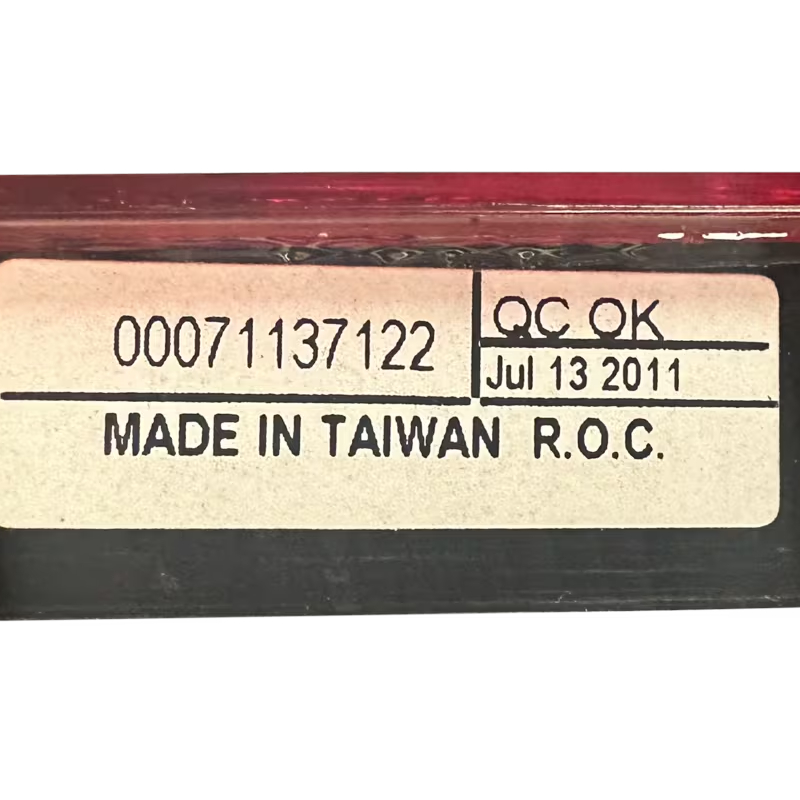 00071137122
QC OK
Jul 13 2011
MADE IN TAIWAN R.O.C.